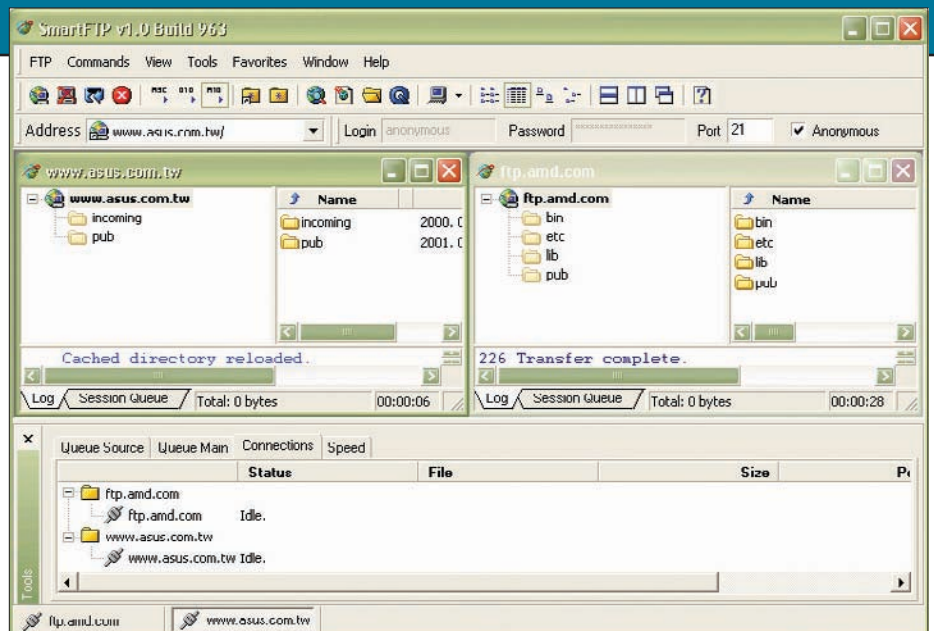 SmartFTP v1.0 Build 963
FTP Commands View Tools Favorites Window Help
Address www.asus.com.tw/ Login anonymous Password xxxxxxxxxxxxxxx Port 21 Anonymous
www.asus.com.tw
www.asus.com.tw
incoming
pub
Name
incoming 2000. 0
pub 2001. 0
Cached directory reloaded.
Log Session Queue Total: 0 bytes 00:00:06
ftp.amd.com
ftp.amd.com
bin
etc
lib
pub
Name
bin
etc
lib
pub
226 Transfer complete.
Log Session Queue Total: 0 bytes 00:00:28
Queue Source Queue Main Connections Speed
Status File Size
ftp.amd.com
ftp.amd.com Idle.
www.asus.com.tw
www.asus.com.tw Idle.
Tools
ftp.amd.com www.asus.com.tw